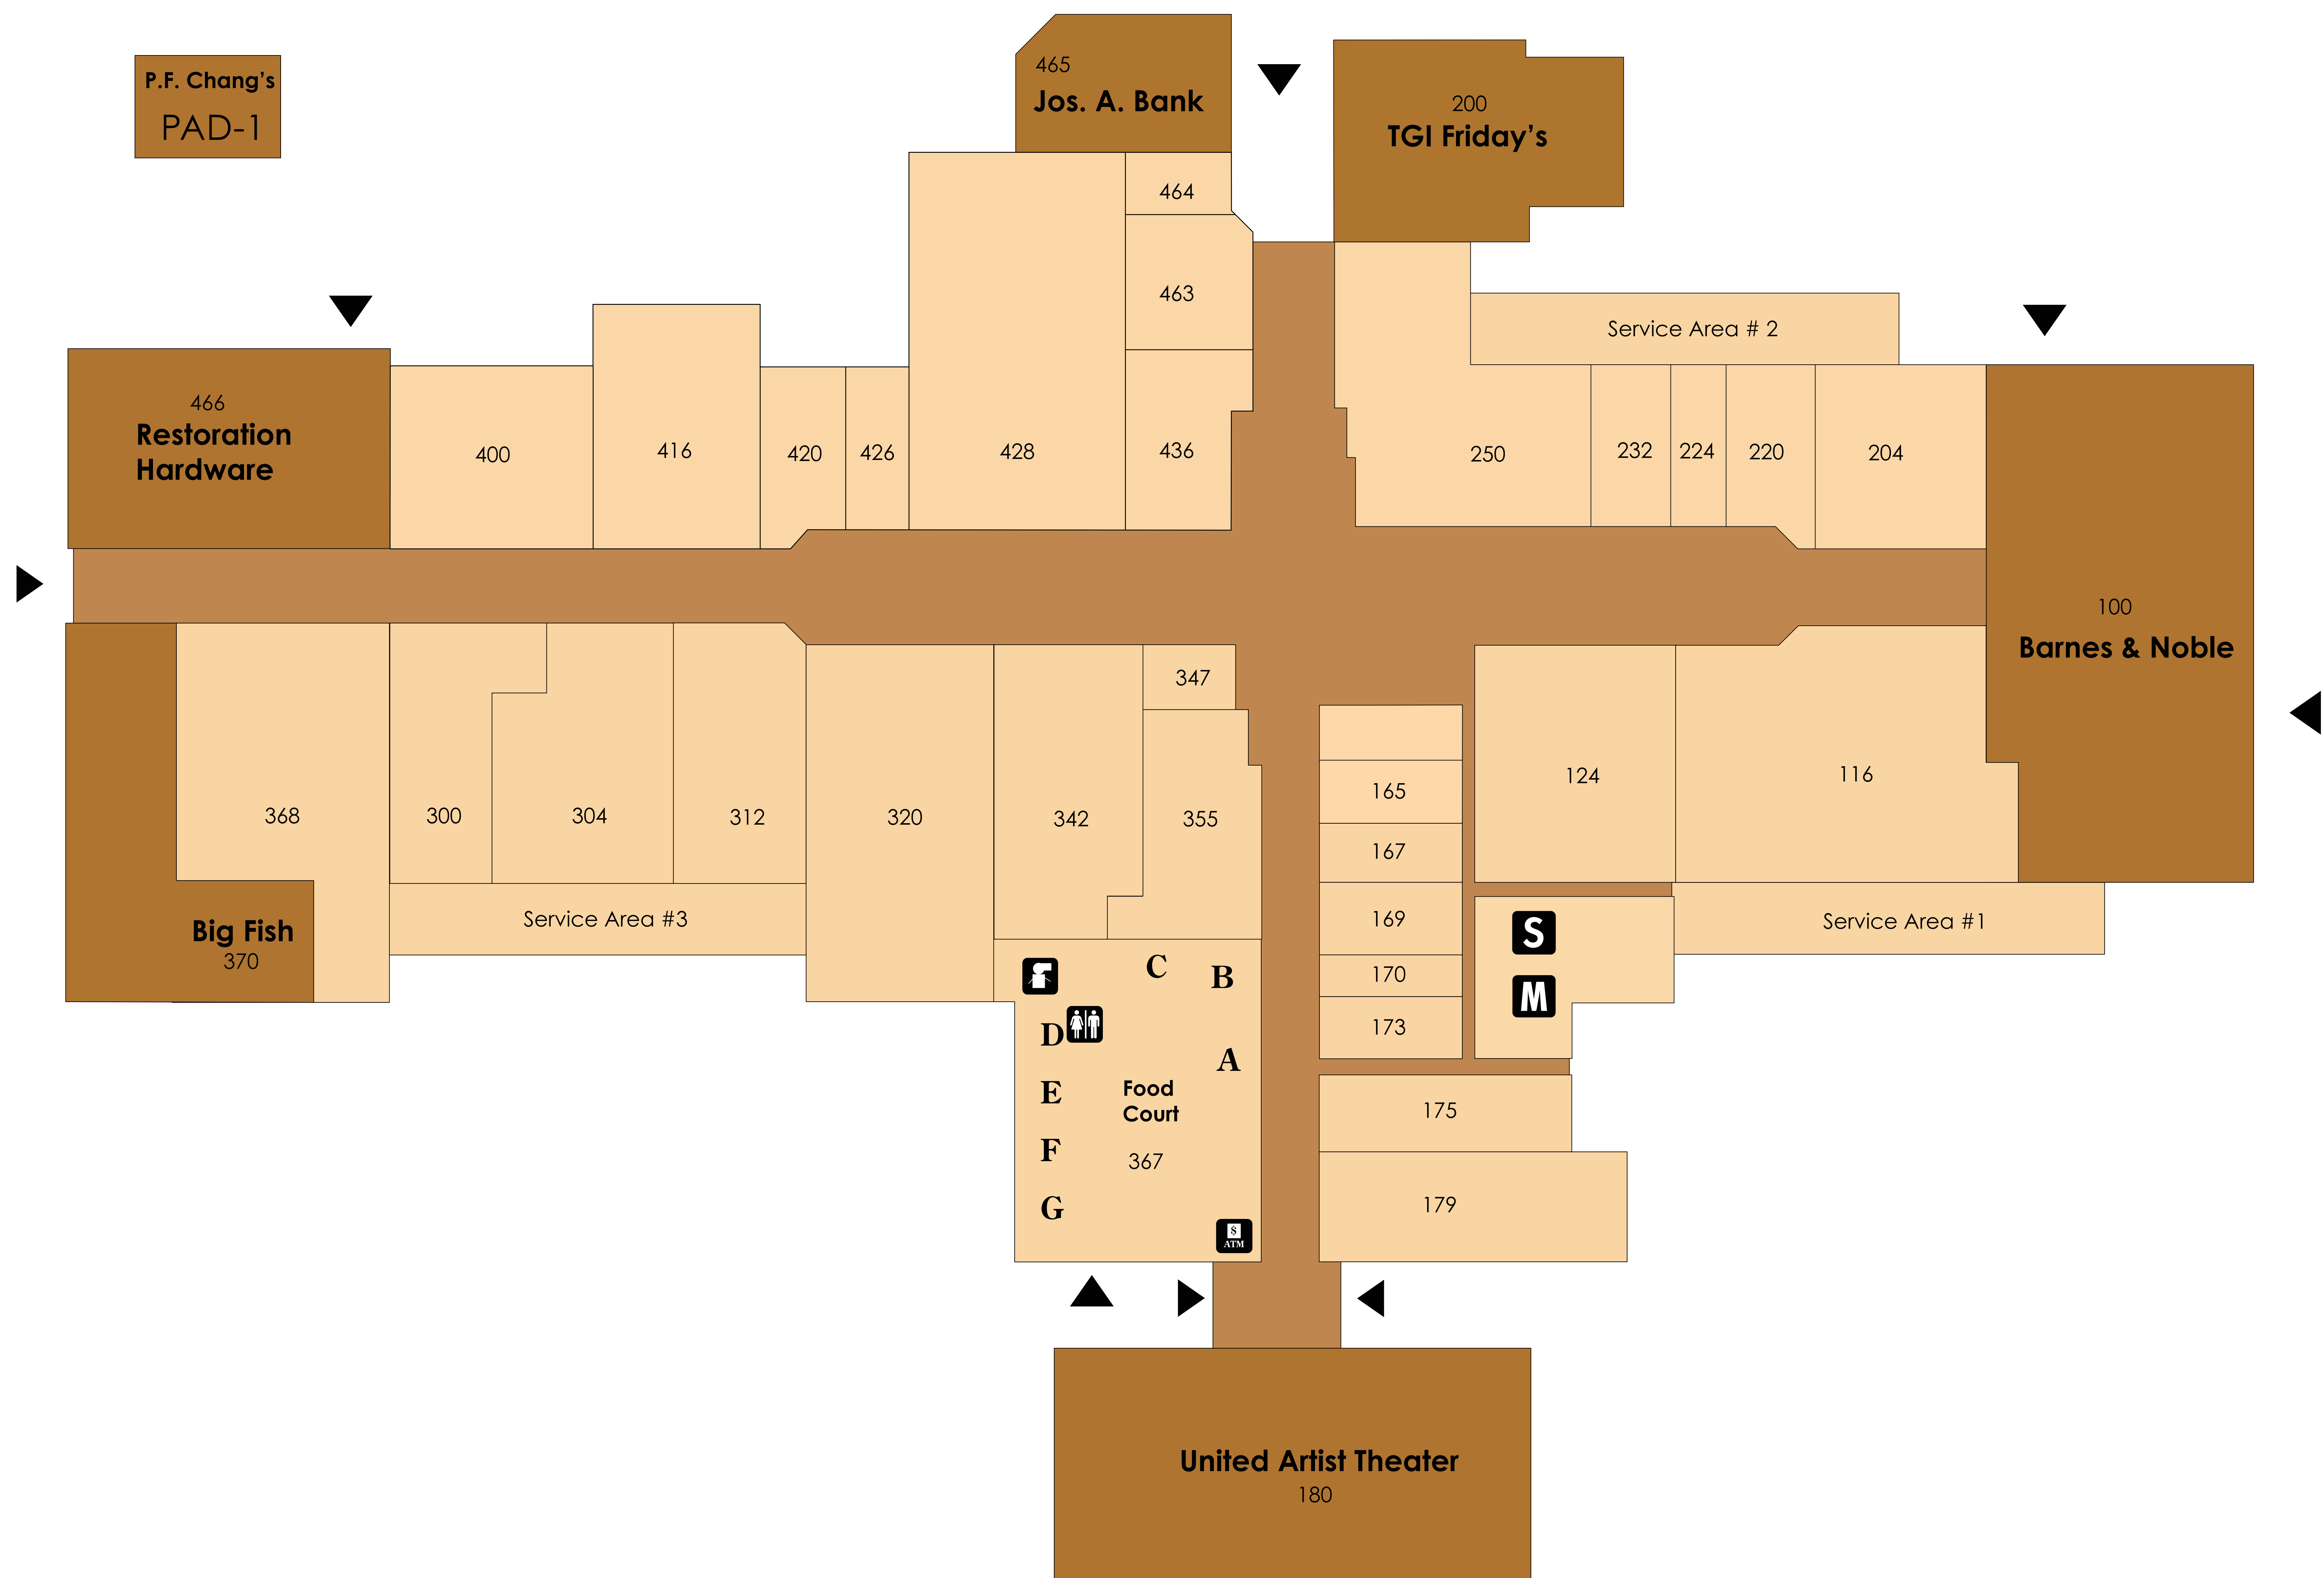 P.F. Chang's
PAD-1
465
Jos. A. Bank
200
TGI Friday's
464
463
Service Area # 2
466
Restoration
Hardware
400
416
420
426
428
436
250
232
224
220
204
100
Barnes & Noble
347
368
300
304
312
320
342
355
165
167
169
170
173
124
116
Big Fish
370
Service Area #3
Service Area #1
S
M
C
B
D
A
E
F
G
Food
Court
367
§
ATM
175
179
United Artist Theater
180